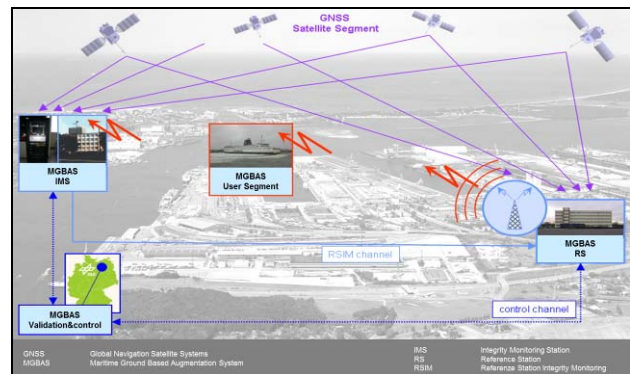 GNSS
Satellite Segment
MGBAS
IMS
MGBAS
User Segment
MGBAS
RS
RSIM channel
control channel
MGBAS
Validation&control
GNSS Global Navigation Satellite Systems
MGBAS Maritime Ground Based Augmentation System
IMS Integrity Monitoring Station
RS Reference Station
RSIM Referenze Station Integrity Monitoring